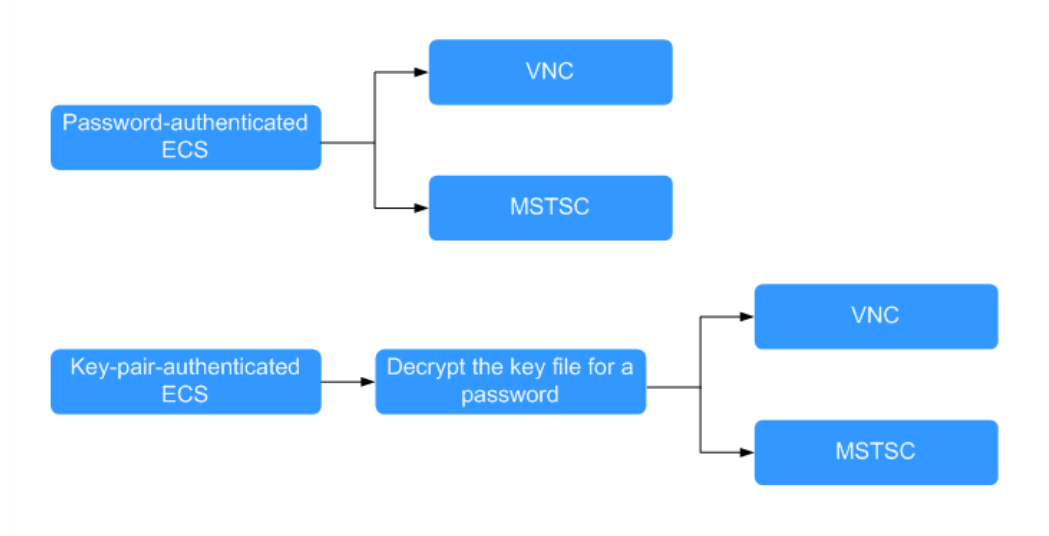 VNC
Password-authenticated
ECS
MSTSC
VNC
Key-pair-authenticated
ECS
Decrypt the key file for a
password
MSTSC